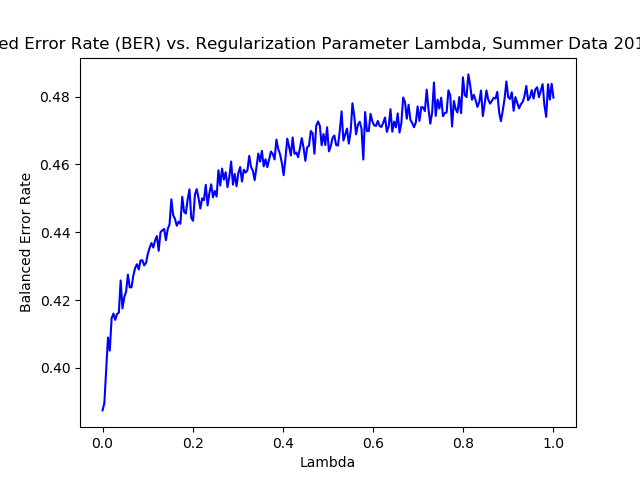 ed Error Rate (BER) vs. Regularization Parameter Lambda, Summer Data 201
Balanced Error Rate
0.48
0.46
0.44
0.42
0.40
0.0 0.2 0.4 0.6 0.8 1.0
Lambda